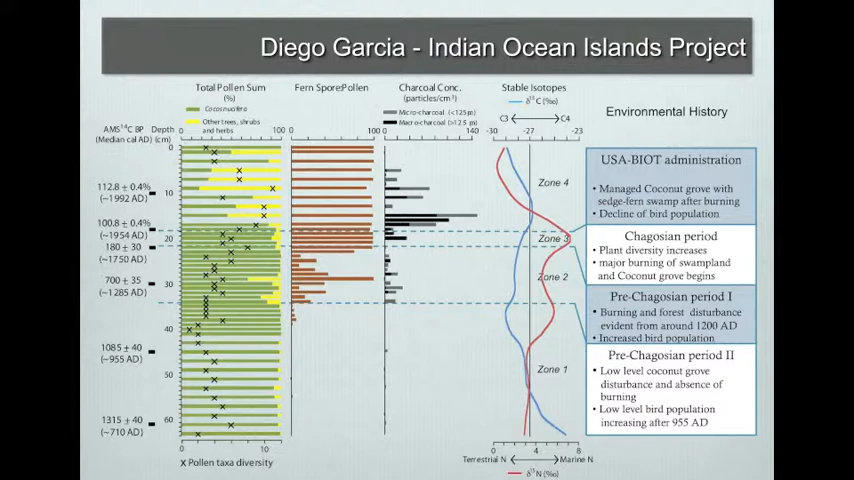 Diego Garcia - Indian Ocean Islands Project
Total Pollen Sum
(%)
Cocos nucifera
Other trees, shrubs
and herbs
Fern Spore:Pollen
Charcoal Conc.
(particles/cm³)
Micro-charcoal (<125 m)
Macro-charcoal (>12.5 m)
Stable Isotopes
δ¹³C (‰)
C3
C4
Environmental History
AMS¹⁴C BP
(Median cal AD)
Depth
(cm)
0
100
0
100
0
140
-30
-27
-23
0
10
20
30
40
50
60
112.8 ± 0.4%
(~1992 AD)
100.8 ± 0.4%
(~1954 AD)
180 ± 30
(~1750 AD)
700 ± 35
(~1285 AD)
1085 ± 40
(~955 AD)
1315 ± 40
(~710 AD)
Zone 4
Zone 3
Zone 2
Zone 1
USA-BIOT administration
• Managed Coconut grove with
sedge-fern swamp after burning
• Decline of bird population
Chagosian period
• Plant diversity increases
• major burning of swampland
and Coconut grove begins
Pre-Chagosian period I
• Burning and forest disturbance
evident from around 1200 AD
• Increased bird population
Pre-Chagosian period II
• Low level coconut grove
disturbance and absence of
burning
• Low level bird population
increasing after 955 AD
0
10
X Pollen taxa diversity
0
4
8
Terrestrial N
Marine N
δ¹⁵N (‰)